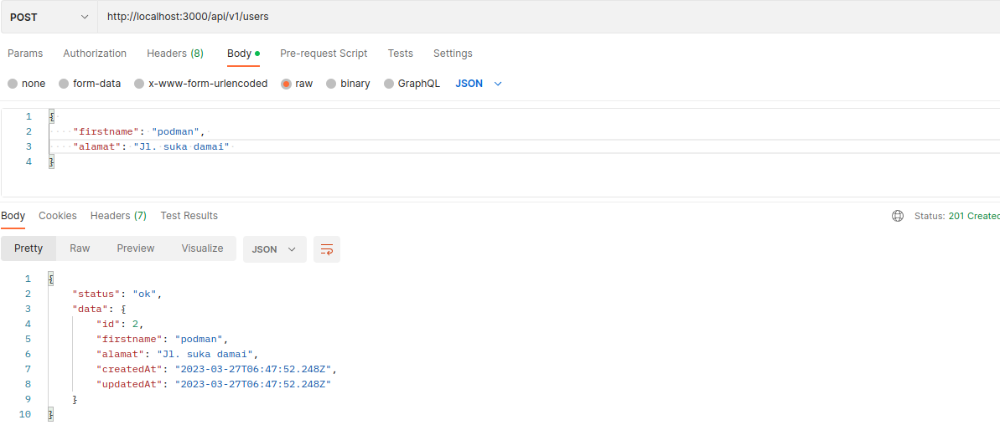 POST http://localhost:3000/api/v1/users
Params Authorization Headers (8) Body Pre-request Script Tests Settings
none form-data x-www-form-urlencoded raw binary GraphQL JSON
1 {
2 "firstname": "podman",
3 "alamat": "Jl. suka damai"
4 }
Body Cookies Headers (7) Test Results Status: 201 Created
Pretty Raw Preview Visualize JSON
1 {
2 "status": "ok",
3 "data": {
4 "id": 2,
5 "firstname": "podman",
6 "alamat": "Jl. suka damai",
7 "createdAt": "2023-03-27T06:47:52.248Z",
8 "updatedAt": "2023-03-27T06:47:52.248Z"
9 }
10 }